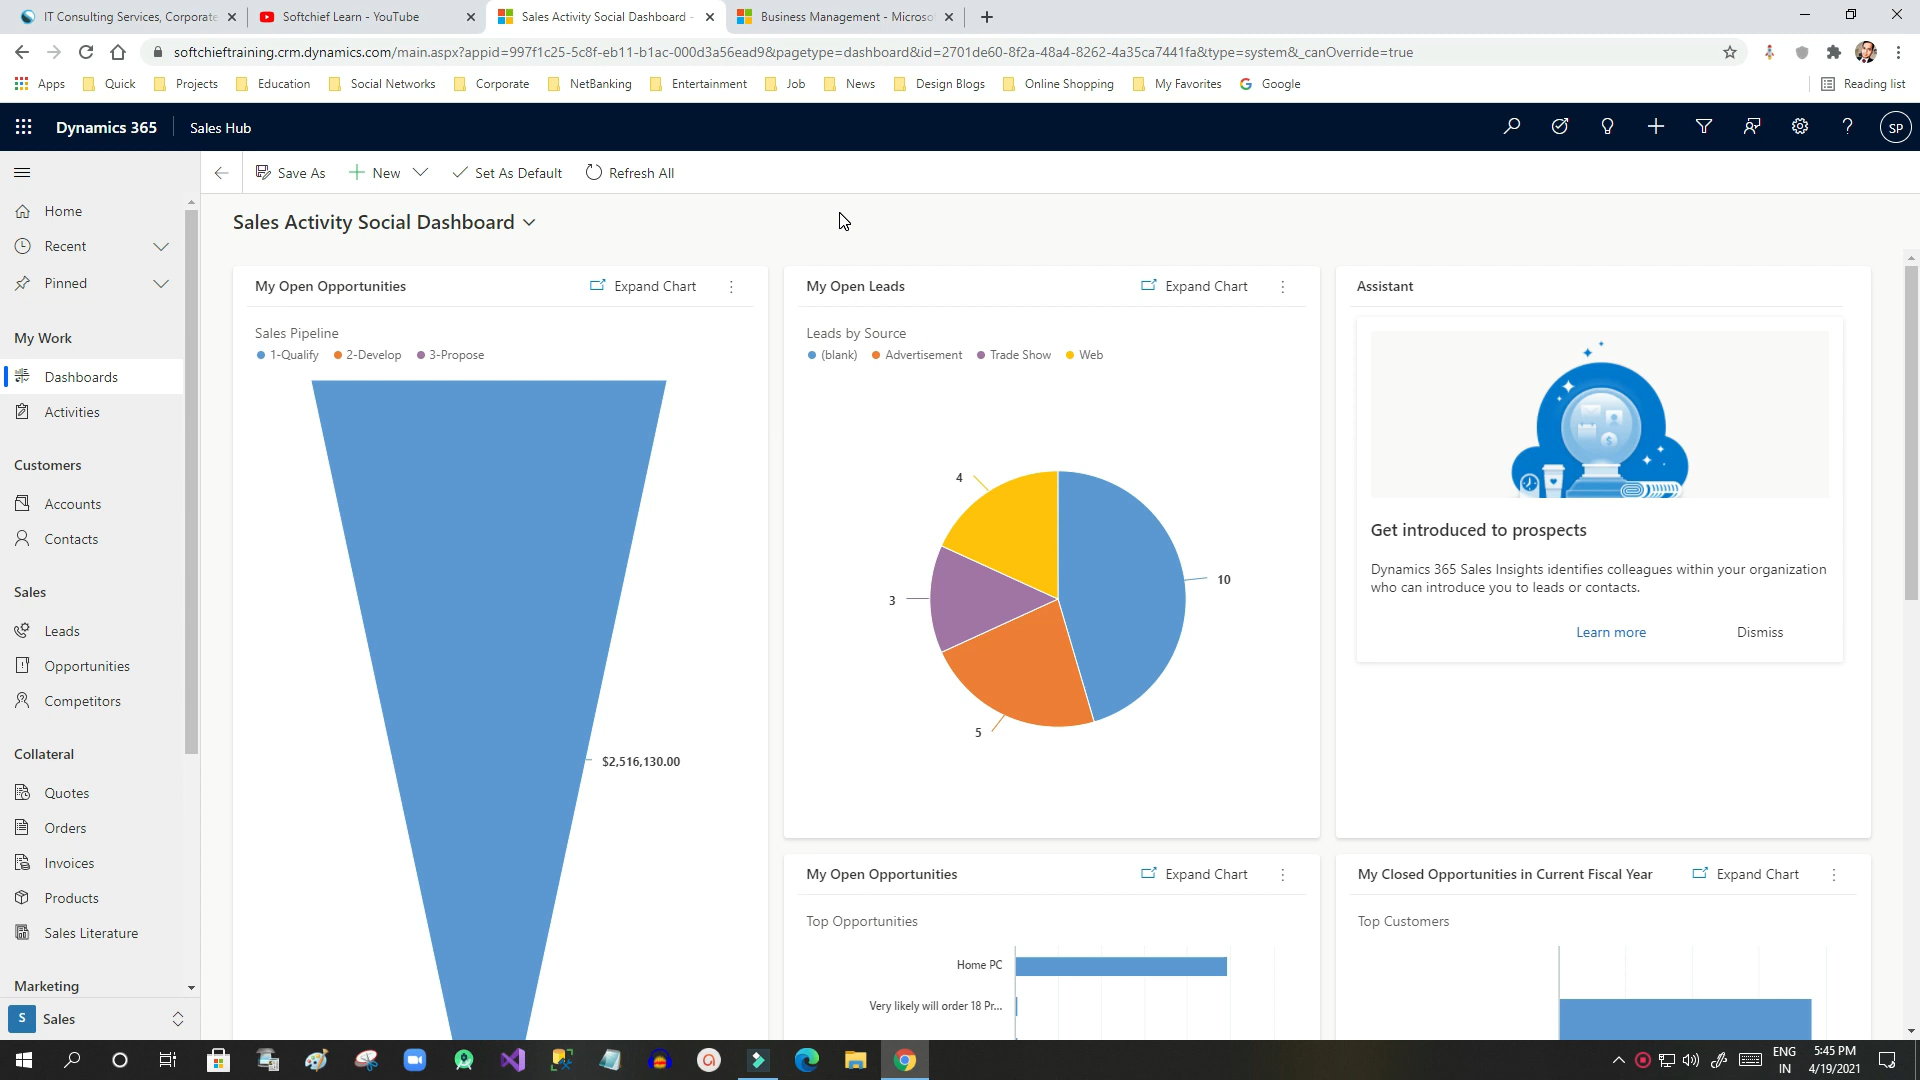 IT Consulting Services, Corporate
Softchief Learn - YouTube
Sales Activity Social Dashboard -
Business Management - Microso
softchieftraining.crm.dynamics.com/main.aspx?appid=997f1c25-5c8f-eb11-b1ac-000d3a56ead9&pagetype=dashboard&id=2701de60-8f2a-48a4-8262-4a35ca7441fa&type=system&_canOverride=true
Apps
Quick
Projects
Education
Social Networks
Corporate
NetBanking
Entertainment
Job
News
Design Blogs
Online Shopping
My Favorites
Google
Reading list
Dynamics 365
Sales Hub
SP
Save As
New
Set As Default
Refresh All
Home
Recent
Pinned
My Work
Dashboards
Activities
Customers
Accounts
Contacts
Sales
Leads
Opportunities
Competitors
Collateral
Quotes
Orders
Invoices
Products
Sales Literature
Marketing
S
Sales
Sales Activity Social Dashboard
My Open Opportunities
Expand Chart
Sales Pipeline
1-Qualify
2-Develop
3-Propose
$2,516,130.00
My Open Leads
Expand Chart
Leads by Source
(blank)
Advertisement
Trade Show
Web
4
10
3
5
Assistant
Get introduced to prospects
Dynamics 365 Sales Insights identifies colleagues within your organization
who can introduce you to leads or contacts.
Learn more
Dismiss
My Open Opportunities
Expand Chart
Top Opportunities
Home PC
Very likely will order 18 Pr...
My Closed Opportunities in Current Fiscal Year
Expand Chart
Top Customers
ENG
IN
5:45 PM
4/19/2021